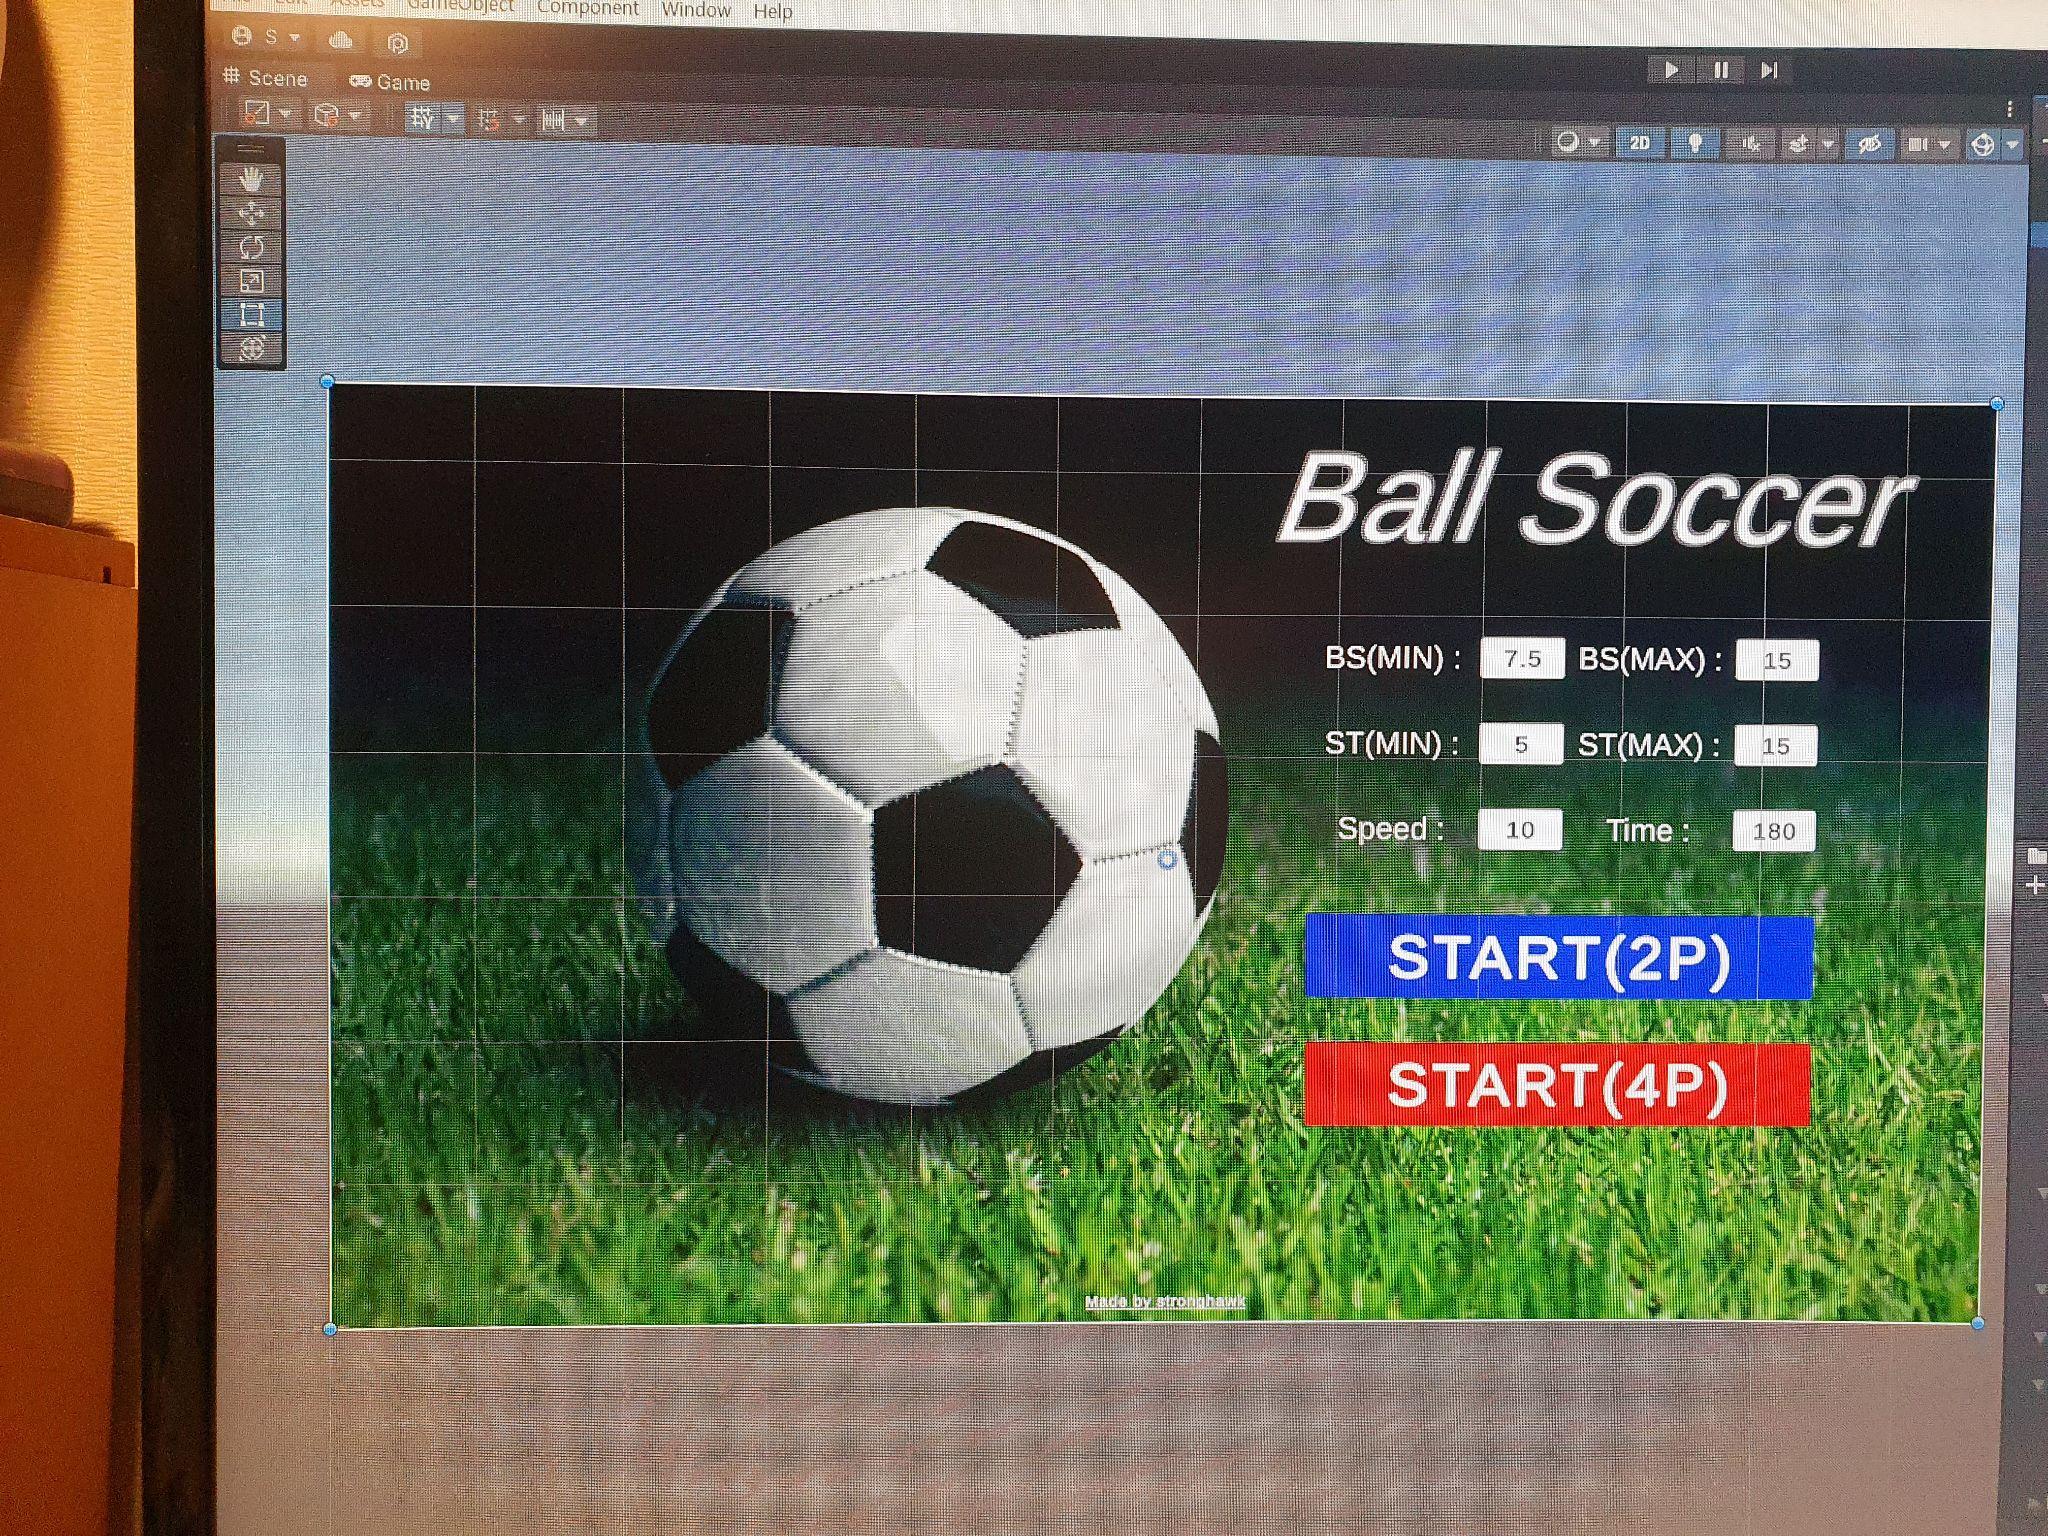 Edit Assets GameObject Component Window Help
S
Scene Game
2D
Ball Soccer
BS(MIN) : 7.5 BS(MAX) : 15
ST(MIN) : 5 ST(MAX) : 15
Speed : 10 Time : 180
START(2P)
START(4P)
Made by stronghawk